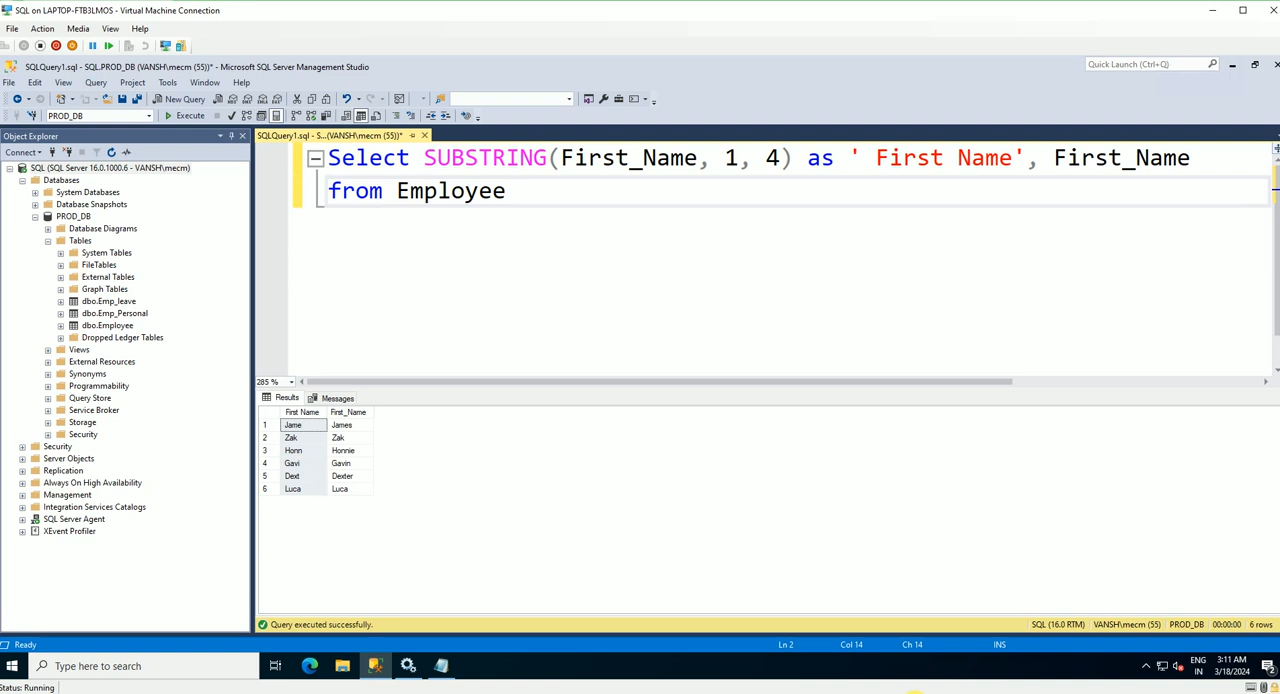 SQL on LAPTOP-FTB3LMOS - Virtual Machine Connection
File Action Media View Help
SQLQuery1.sql - SQL.PROD_DB (VANSH\mecm (55))* - Microsoft SQL Server Management Studio
Quick Launch (Ctrl+Q)
File Edit View Query Project Tools Window Help
New Query
PROD_DB
Execute
Object Explorer
SQLQuery1.sql - S...(VANSH\mecm (55))*
Connect
SQL (SQL Server 16.0.1000.6 - VANSH\mecm)
Databases
System Databases
Database Snapshots
PROD_DB
Database Diagrams
Tables
System Tables
FileTables
External Tables
Graph Tables
dbo.Emp_leave
dbo.Emp_Personal
dbo.Employee
Dropped Ledger Tables
Views
External Resources
Synonyms
Programmability
Query Store
Service Broker
Storage
Security
Security
Server Objects
Replication
Always On High Availability
Management
Integration Services Catalogs
SQL Server Agent
XEvent Profiler
Select SUBSTRING(First_Name, 1, 4) as ' First Name', First_Name
from Employee
285 %
Results Messages
First Name First_Name
1 Jame James
2 Zak Zak
3 Honn Honnie
4 Gavi Gavin
5 Dext Dexter
6 Luca Luca
Query executed successfully.
SQL (16.0 RTM) VANSH\mecm (55) PROD_DB 00:00:00 6 rows
Ready
Ln 2 Col 14 Ch 14 INS
Type here to search
ENG
IN
3:11 AM
3/18/2024
2
Status: Running